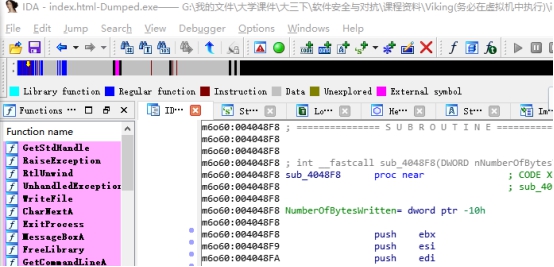 IDA - index.html-Dumped.exe—— G:\我的文件\大学课件\大三下\软件安全与对抗\课程资料\Viking(务必在虚拟机中执行)\i
File Edit Jump Search View Debugger Options Windows Help
Library function Regular function Instruction Data Unexplored External symbol
Functions ... ID... St... Lo... He... St... Im
Function name
GetStdHandle
RaiseException
RtlUnwind
UnhandledException
WriteFile
CharNextA
ExitProcess
MessageBoxA
FreeLibrary
GetCommandLineA
m6o60:004048F8 ; =============== S U B R O U T I N E ==========
m6o60:004048F8
m6o60:004048F8
m6o60:004048F8 ; int __fastcall sub_4048F8(DWORD nNumberOfBytes
m6o60:004048F8 sub_4048F8 proc near ; CODE X
m6o60:004048F8 ; sub_40
m6o60:004048F8
m6o60:004048F8 NumberOfBytesWritten= dword ptr -10h
m6o60:004048F8
m6o60:004048F8 push ebx
m6o60:004048F9 push esi
m6o60:004048FA push edi